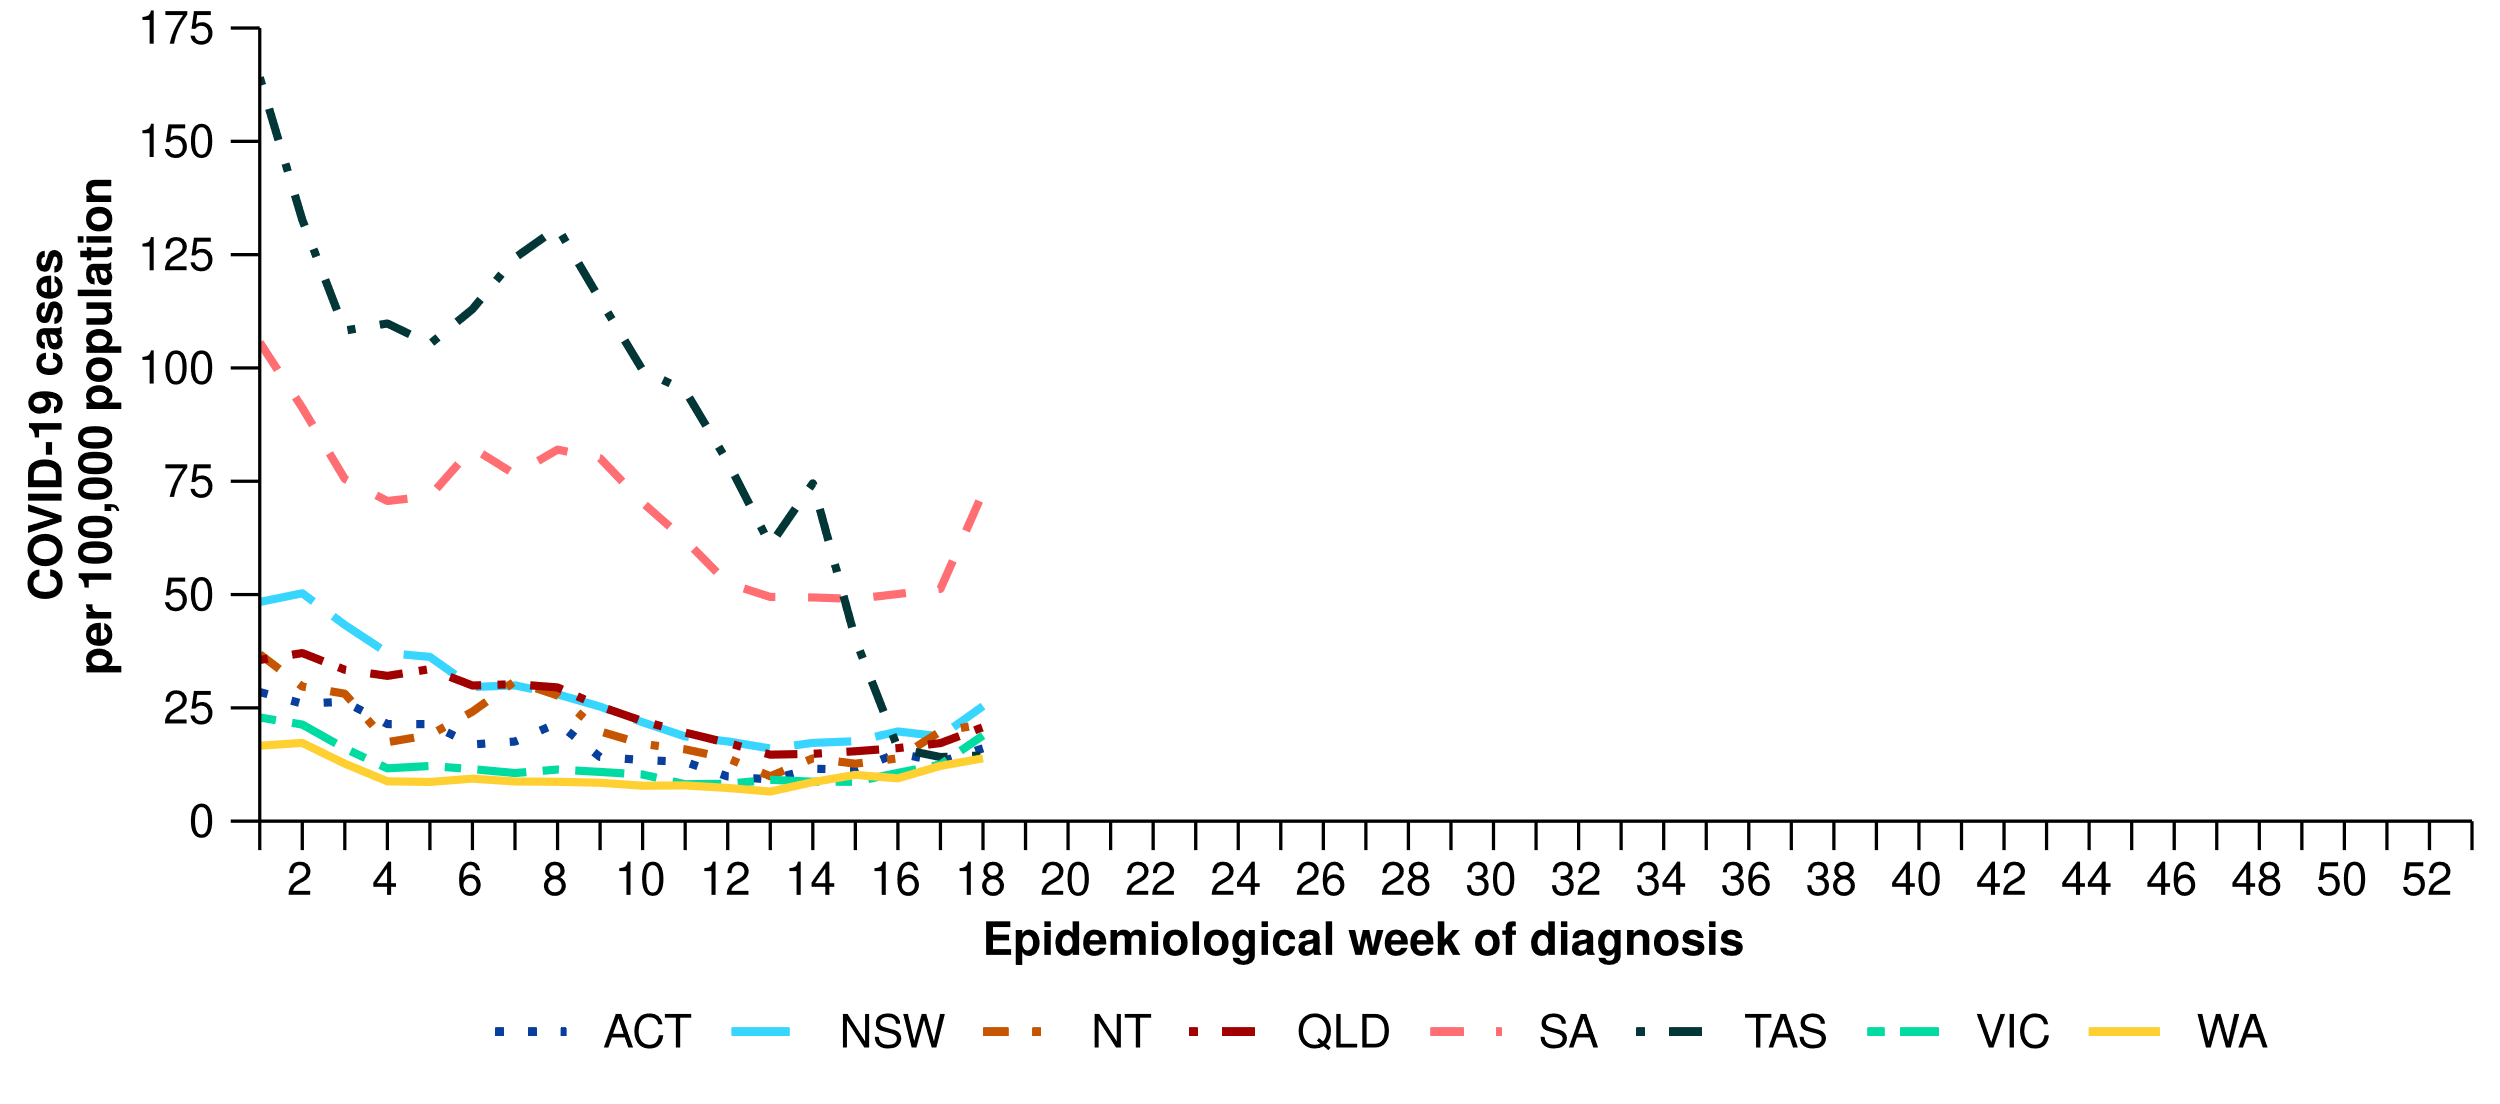 COVID-19 cases
per 100,000 population
175
150
125
100
75
50
25
0
2 4 6 8 10 12 14 16 18 20 22 24 26 28 30 32 34 36 38 40 42 44 46 48 50 52
Epidemiological week of diagnosis
ACT NSW NT QLD SA TAS VIC WA